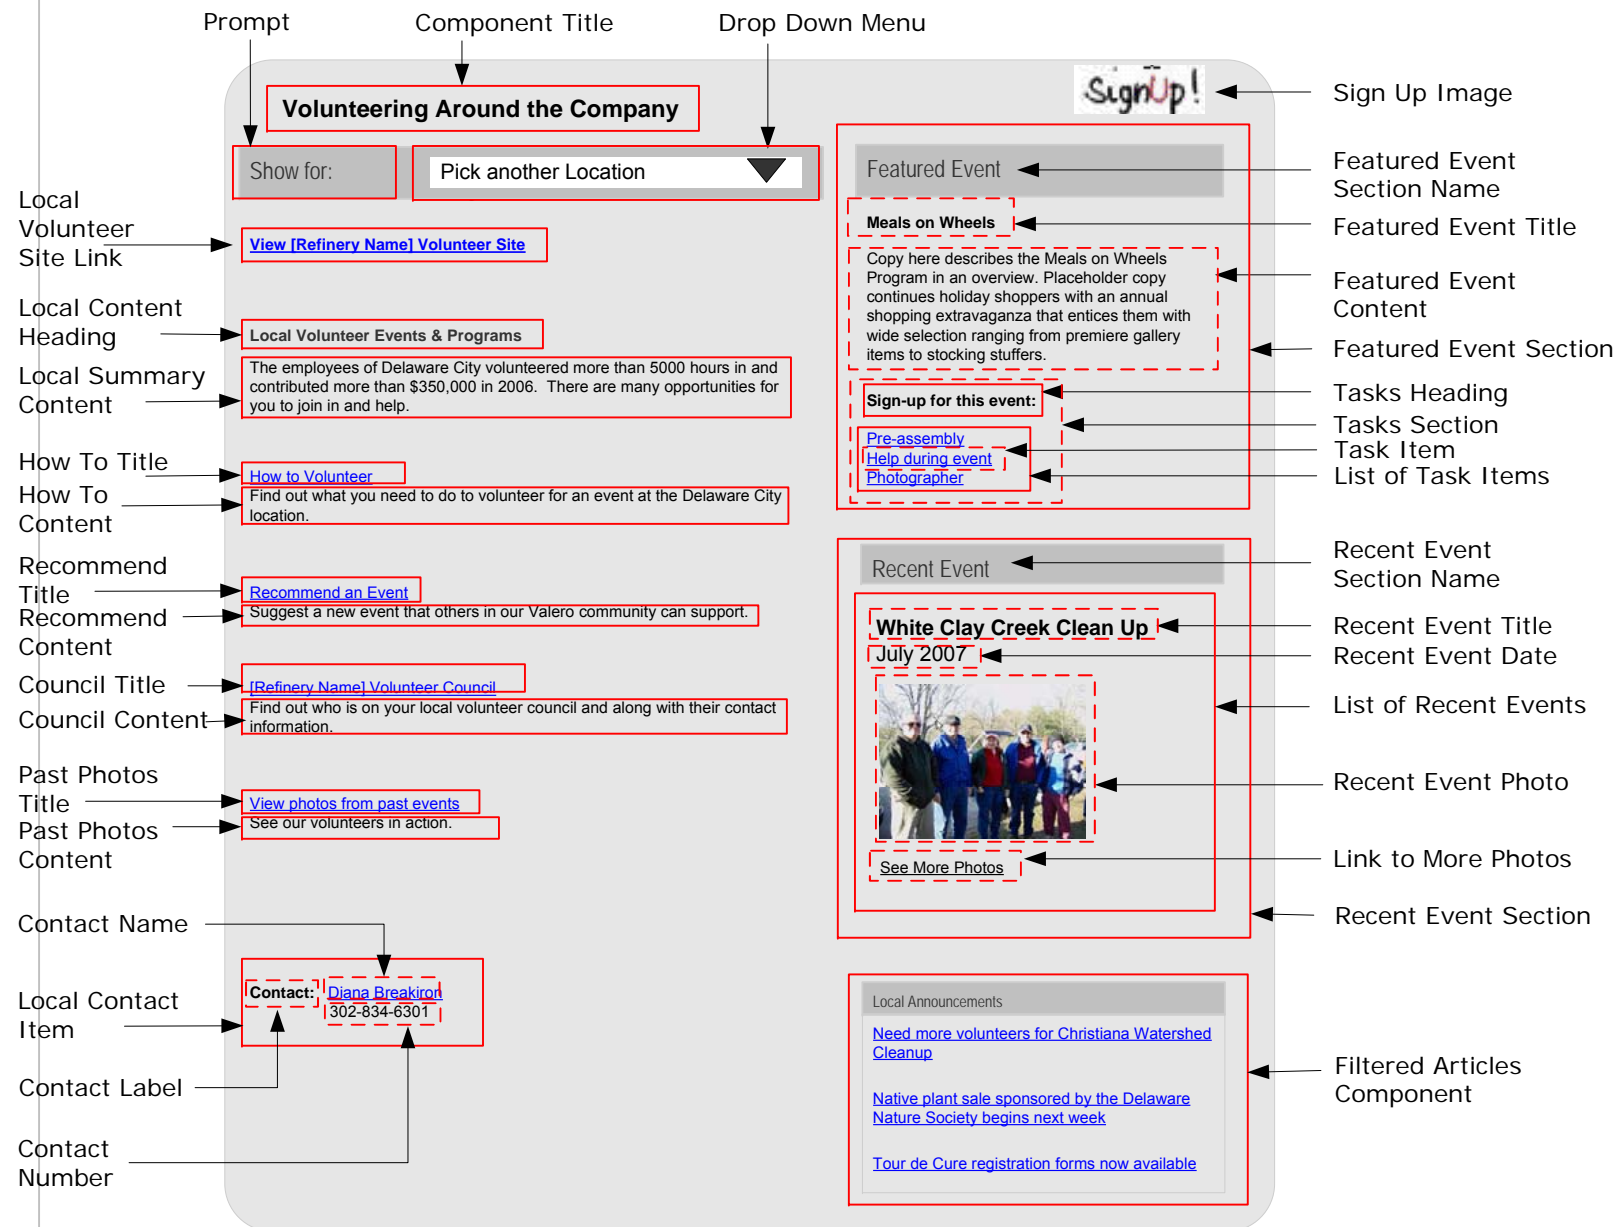 Prompt
Component Title
Drop Down Menu
SignUp!
Sign Up Image
Volunteering Around the Company
Show for:
Pick another Location
Featured Event
Featured Event
Section Name
Local
Volunteer
Site Link
View [Refinery Name] Volunteer Site
Meals on Wheels
Featured Event Title
Copy here describes the Meals on Wheels
Program in an overview. Placeholder copy
continues holiday shoppers with an annual
shopping extravaganza that entices them with
wide selection ranging from premiere gallery
items to stocking stuffers.
Featured Event
Content
Featured Event Section
Local Content
Heading
Local Volunteer Events & Programs
Local Summary
Content
The employees of Delaware City volunteered more than 5000 hours in and
contributed more than $350,000 in 2006. There are many opportunities for
you to join in and help.
Sign-up for this event:
Tasks Heading
Tasks Section
Pre-assembly
Help during event
Photographer
Task Item
List of Task Items
How To Title
How to Volunteer
How To
Content
Find out what you need to do to volunteer for an event at the Delaware City
location.
Recent Event
Recent Event
Section Name
Recommend
Title
Recommend an Event
Recommend
Content
Suggest a new event that others in our Valero community can support.
White Clay Creek Clean Up
Recent Event Title
July 2007
Recent Event Date
Council Title
[Refinery Name] Volunteer Council
Council Content
Find out who is on your local volunteer council and along with their contact
information.
List of Recent Events
Past Photos
Title
View photos from past events
Past Photos
Content
See our volunteers in action.
Recent Event Photo
See More Photos
Link to More Photos
Recent Event Section
Contact Name
Contact:
Diana Breakiron
302-834-6301
Local Contact
Item
Contact Label
Contact
Number
Local Announcements
Need more volunteers for Christiana Watershed
Cleanup
Native plant sale sponsored by the Delaware
Nature Society begins next week
Tour de Cure registration forms now available
Filtered Articles
Component